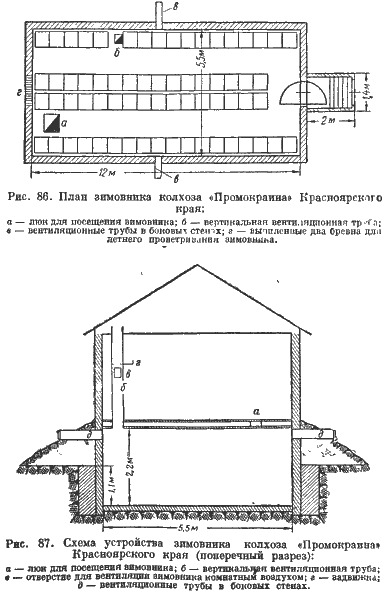 в
б
5,5м
г
а
1,4м
2 м
12 м
в
Рис. 86. План зимовника колхоза «Промокраина» Красноярского
края:
а — люк для посещения зимовника; б — вертикальная вентиляционная труба;
в — вентиляционные трубы в боковых стенах; г — выпиленные два бревна для
летнего проветривания зимовника.
г
в
б
а
д
д
2,2м
1,1м
5,5м
Рис. 87. Схема устройства зимовника колхоза «Промокраина»
Красноярского края (поперечный разрез):
а — люк для посещения зимовника; б — вертикальная вентиляционная труба;
в — отверстие для вентиляции зимовника комнатным воздухом; г — задвижка;
д — вентиляционные трубы в боковых стенах.